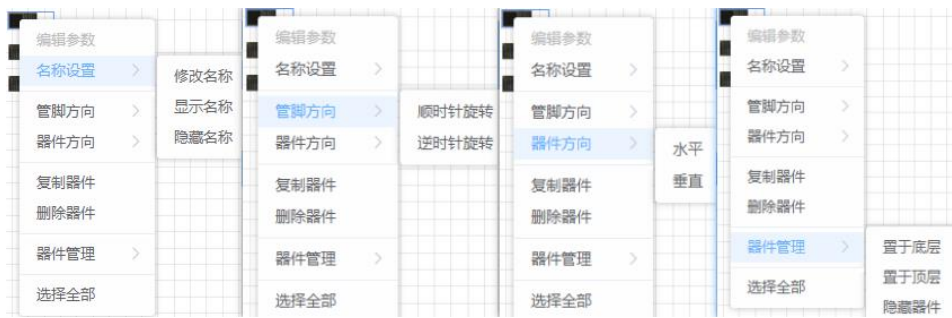 编辑参数
名称设置
修改名称
显示名称
隐藏名称
管脚方向
器件方向
复制器件
删除器件
器件管理
选择全部
编辑参数
名称设置
管脚方向
顺时针旋转
逆时针旋转
器件方向
复制器件
删除器件
器件管理
选择全部
编辑参数
名称设置
管脚方向
器件方向
水平
垂直
复制器件
删除器件
器件管理
选择全部
编辑参数
名称设置
管脚方向
器件方向
复制器件
删除器件
器件管理
置于底层
置于顶层
隐藏器件
选择全部